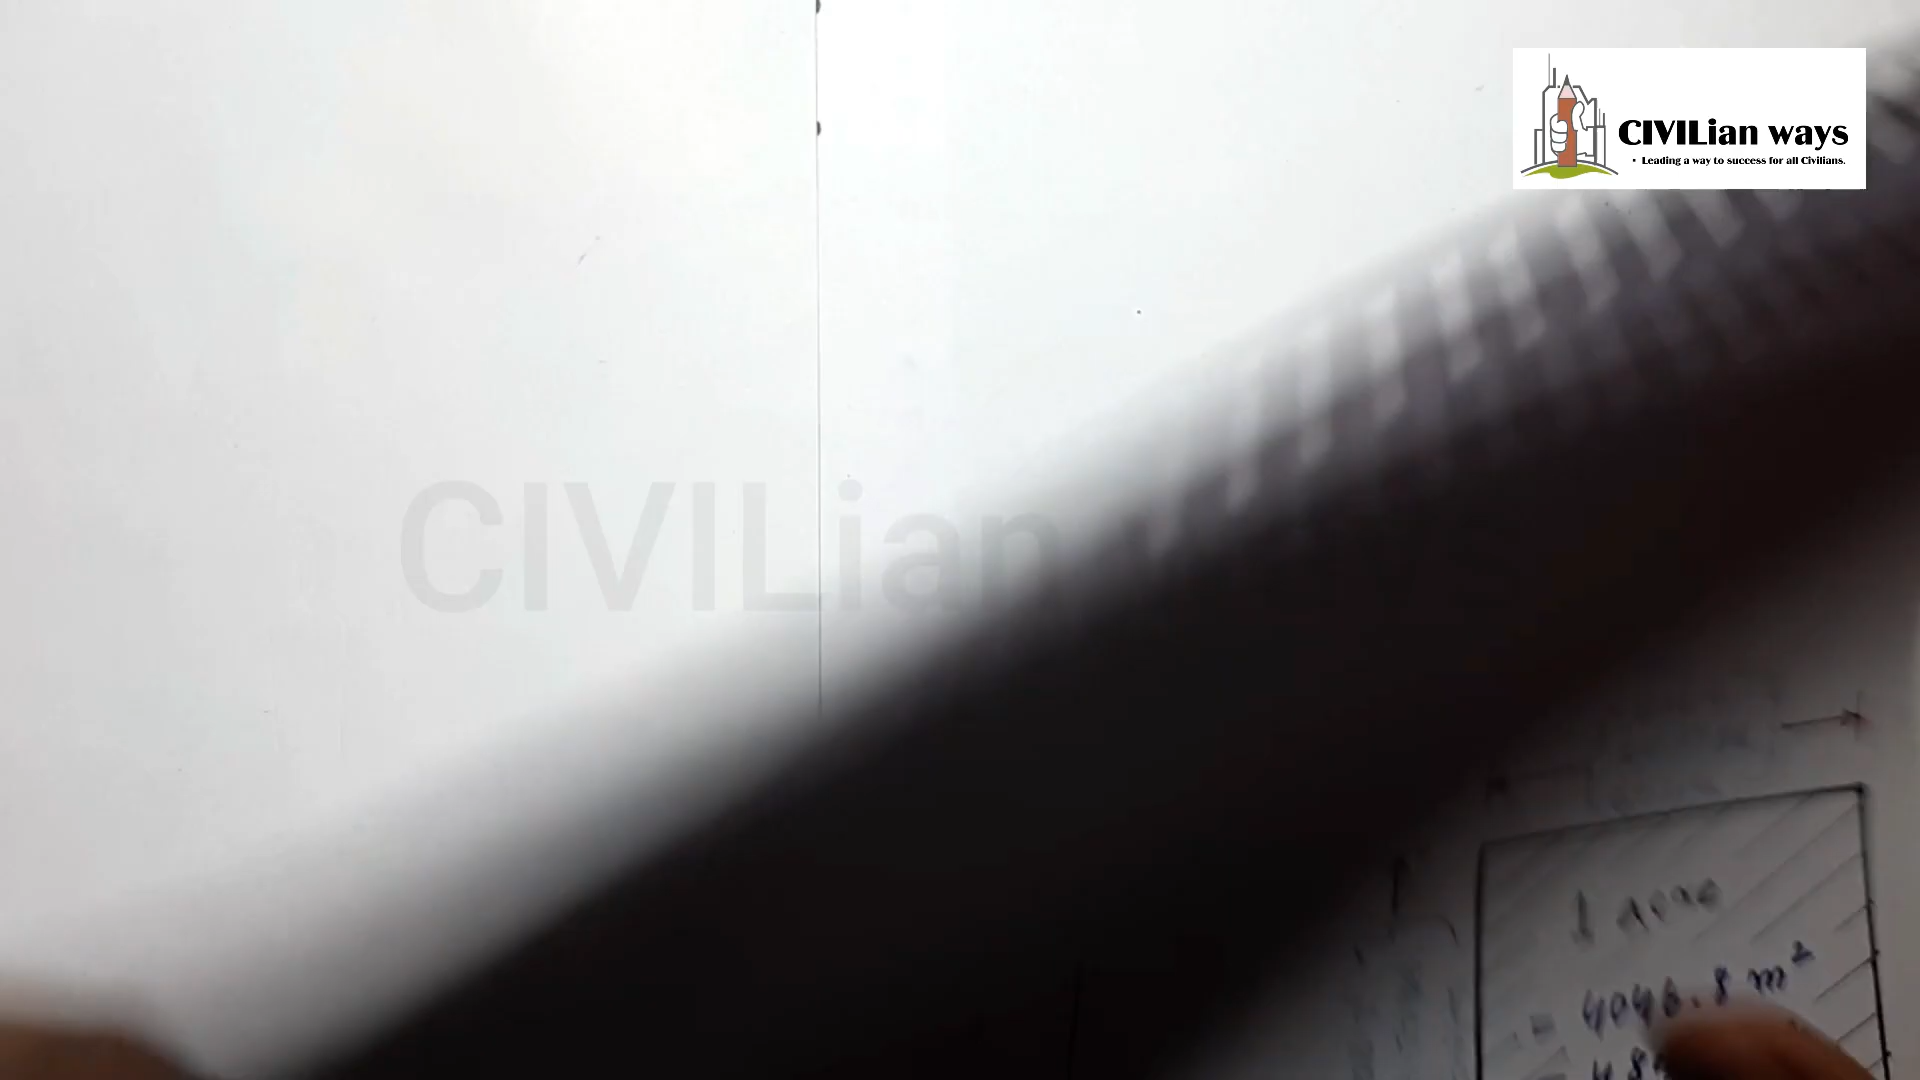 CIVILian ways
• Leading a way to success for all Civilians.
CIVILian
1 acre
= 4046.8 m²